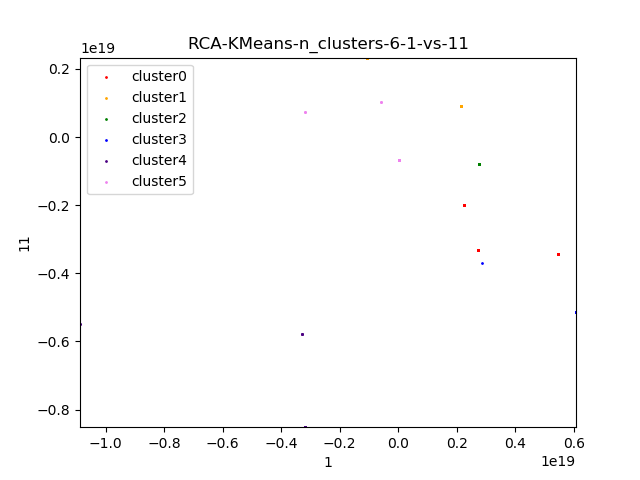 RCA-KMeans-n_clusters-6-1-vs-11
1e19
cluster0
cluster1
cluster2
cluster3
cluster4
cluster5
0.2
0.0
−0.2
−0.4
−0.6
−0.8
11
−1.0 −0.8 −0.6 −0.4 −0.2 0.0 0.2 0.4 0.6
1
1e19